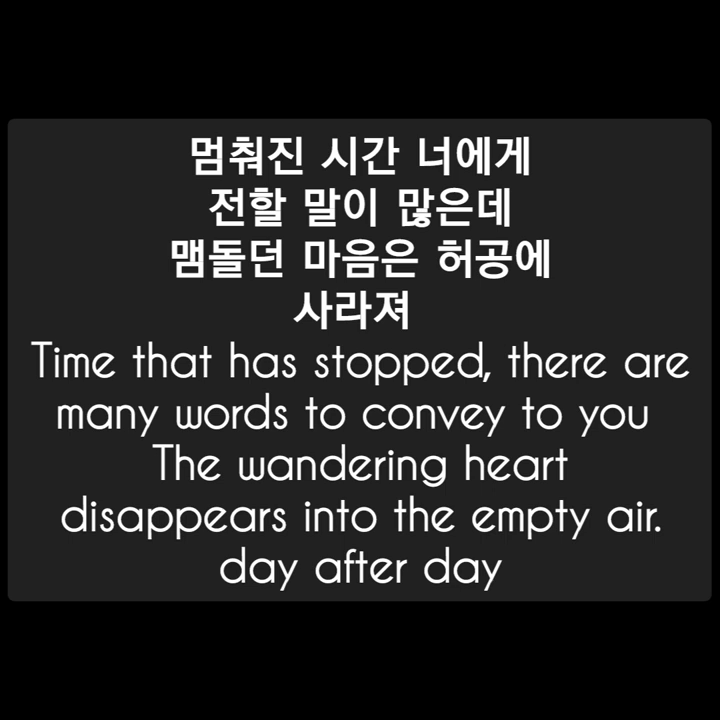 멈춰진 시간 너에게
전할 말이 많은데
맴돌던 마음은 허공에
사라져
Time that has stopped, there are
many words to convey to you
The wandering heart
disappears into the empty air.
day after day